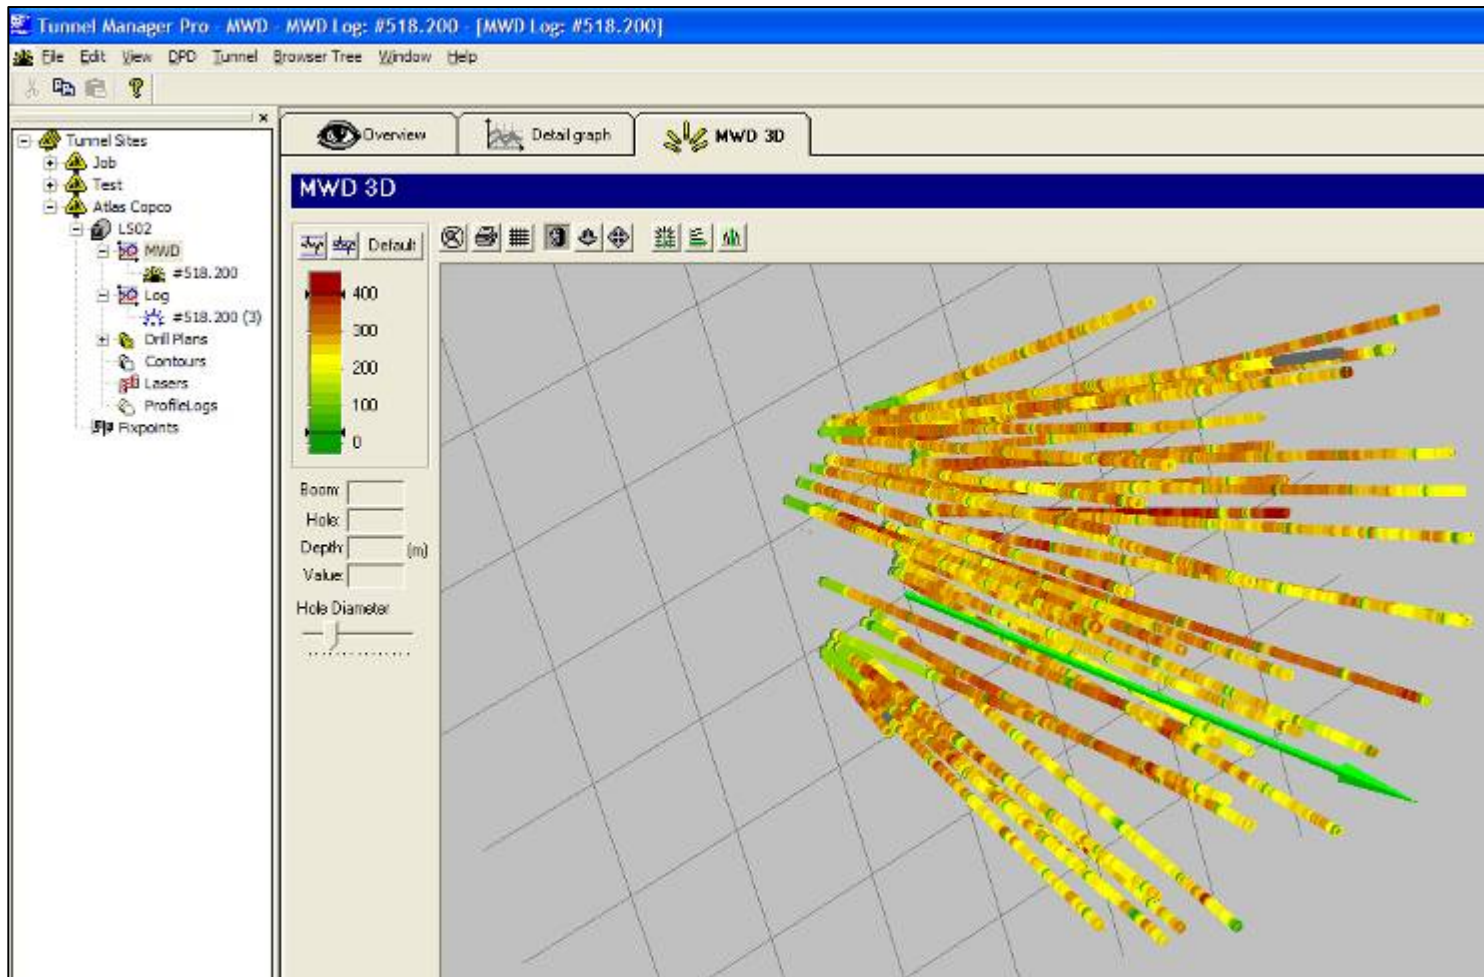 Tunnel Manager Pro - MWD - MWD Log: #518.200 - [MWD Log: #518.200]
File Edit View DPD Tunnel Browser Tree Window Help
Tunnel Sites
Job
Test
Atlas Copco
LS02
MWD
#518.200
Log
#518.200 (3)
Drill Plans
Contours
Lasers
ProfileLogs
Fixpoints
Overview
Detail graph
MWD 3D
MWD 3D
Default
400
300
200
100
0
Boom:
Hole:
Depth: (m)
Value:
Hole Diameter